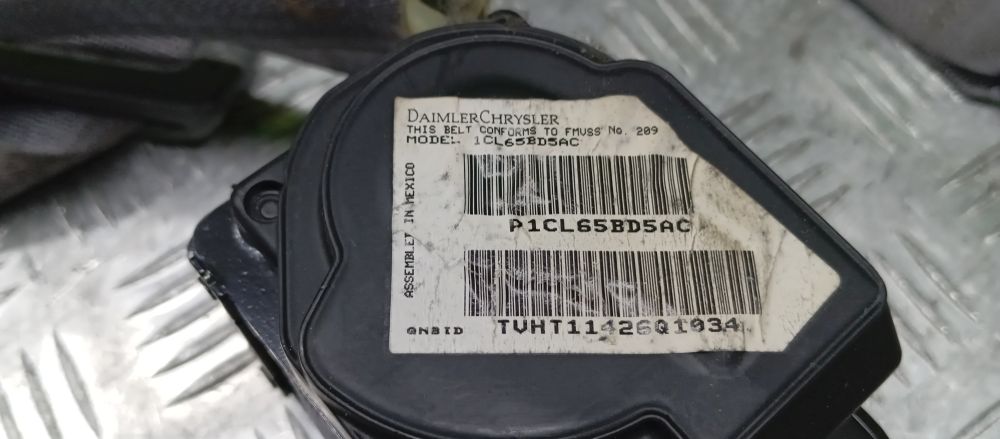 DAIMLERCHRYSLER
THIS BELT CONFORMS TO FMVSS No. 209
MODEL 1CL65BD5AC
P1CL65BD5AC
ASSEMBLED IN MEXICO
QNBID TVHT11426Q1034